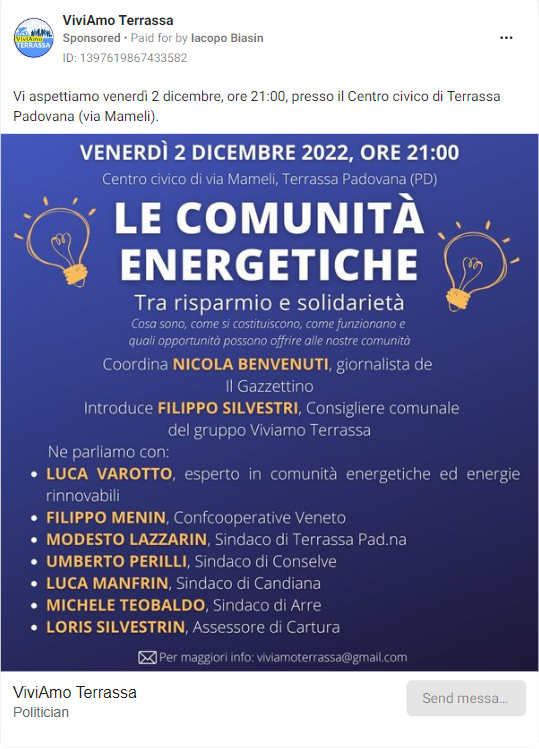 ViviAmo Terrassa
Sponsored • Paid for by Iacopo Biasin
ID: 1397619867433582
ViviAmo
TERRASSA
Vi aspettiamo venerdì 2 dicembre, ore 21:00, presso il Centro civico di Terrassa
Padovana (via Mameli).
VENERDÌ 2 DICEMBRE 2022, ORE 21:00
Centro civico di via Mameli, Terrassa Padovana (PD)
LE COMUNITÀ
ENERGETICHE
Tra risparmio e solidarietà
Cosa sono, come si costituiscono, come funzionano e
quali opportunità possono offrire alle nostre comunità
Coordina NICOLA BENVENUTI, giornalista de
Il Gazzettino
Introduce FILIPPO SILVESTRI, Consigliere comunale
del gruppo Viviamo Terrassa
Ne parliamo con:
• LUCA VAROTTO, esperto in comunità energetiche ed energie
rinnovabili
• FILIPPO MENIN, Confcooperative Veneto
• MODESTO LAZZARIN, Sindaco di Terrassa Pad.na
• UMBERTO PERILLI, Sindaco di Conselve
• LUCA MANFRIN, Sindaco di Candiana
• MICHELE TEOBALDO, Sindaco di Arre
• LORIS SILVESTRIN, Assessore di Cartura
Per maggiori info: viviamoterrassa@gmail.com
ViviAmo Terrassa
Politician
Send messa...